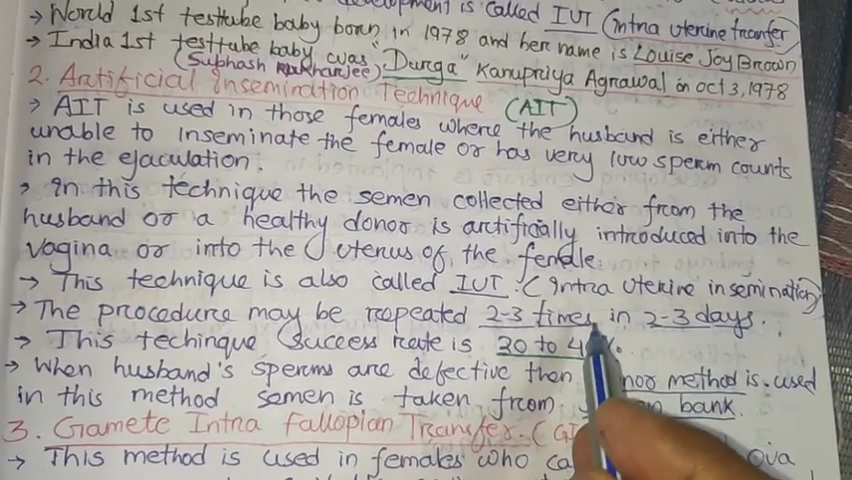 development is called IUT (intra uterine transfer)
→ World 1st testtube baby born in 1978 and her name is Louise Joy Brown
→ India 1st testtube baby was "Durga" Kanupriya Agrawal on oct 3, 1978
(Subhash Mukharjee)
2. Artificial Insemination Technique (AIT)
→ AIT is used in those females where the husband is either
unable to inseminate the female or has very low sperm counts
in the ejaculation.
→ In this technique the semen collected either from the
husband or a healthy donor is artificially introduced into the
vagina or into the uterus of the female.
→ This technique is also called IUT: (Intra Uterine insemination)
→ The procedure may be repeated 2-3 times in 2-3 days.
→ This techinque success rate is 30 to 4 %.
→ When husband's sperms are defective then nor method is used
in this method semen is taken from bank.
3. Gamete Intra Fallopian Transfer. (GI
→ This method is used in females who ca ova